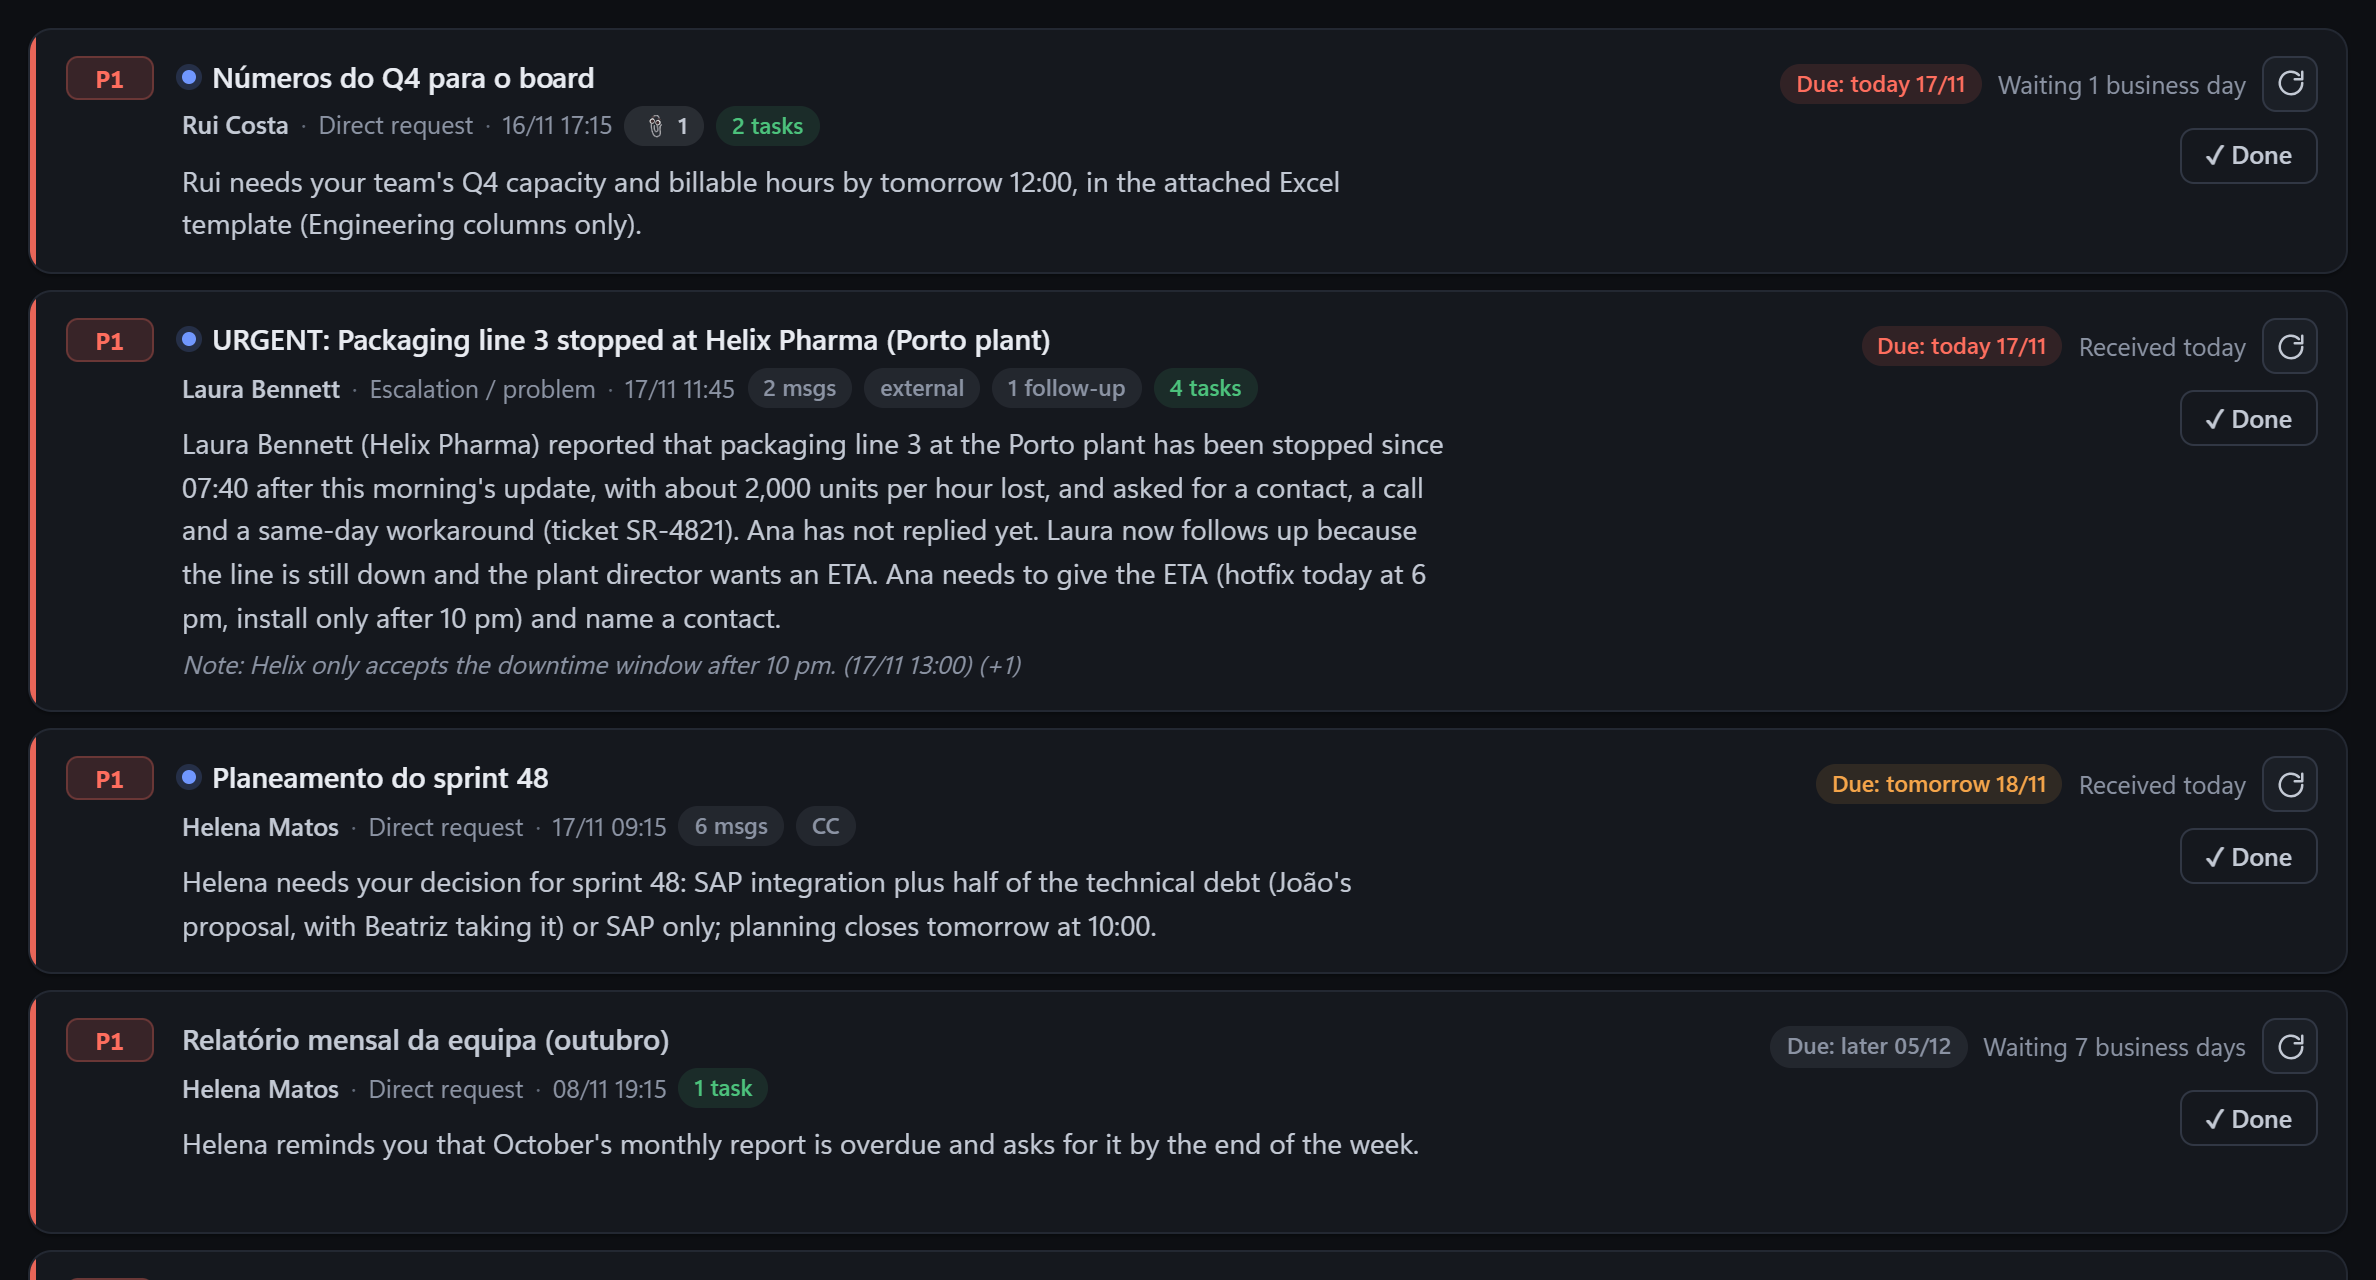 P1 Números do Q4 para o board Due: today 17/11 Waiting 1 business day
Rui Costa · Direct request · 16/11 17:15 1 2 tasks
✓ Done
Rui needs your team's Q4 capacity and billable hours by tomorrow 12:00, in the attached Excel
template (Engineering columns only).
P1 URGENT: Packaging line 3 stopped at Helix Pharma (Porto plant) Due: today 17/11 Received today
Laura Bennett · Escalation / problem · 17/11 11:45 2 msgs external 1 follow-up 4 tasks
✓ Done
Laura Bennett (Helix Pharma) reported that packaging line 3 at the Porto plant has been stopped since
07:40 after this morning's update, with about 2,000 units per hour lost, and asked for a contact, a call
and a same-day workaround (ticket SR-4821). Ana has not replied yet. Laura now follows up because
the line is still down and the plant director wants an ETA. Ana needs to give the ETA (hotfix today at 6
pm, install only after 10 pm) and name a contact.
Note: Helix only accepts the downtime window after 10 pm. (17/11 13:00) (+1)
P1 Planeamento do sprint 48 Due: tomorrow 18/11 Received today
Helena Matos · Direct request · 17/11 09:15 6 msgs CC
✓ Done
Helena needs your decision for sprint 48: SAP integration plus half of the technical debt (João's
proposal, with Beatriz taking it) or SAP only; planning closes tomorrow at 10:00.
P1 Relatório mensal da equipa (outubro) Due: later 05/12 Waiting 7 business days
Helena Matos · Direct request · 08/11 19:15 1 task
✓ Done
Helena reminds you that October's monthly report is overdue and asks for it by the end of the week.